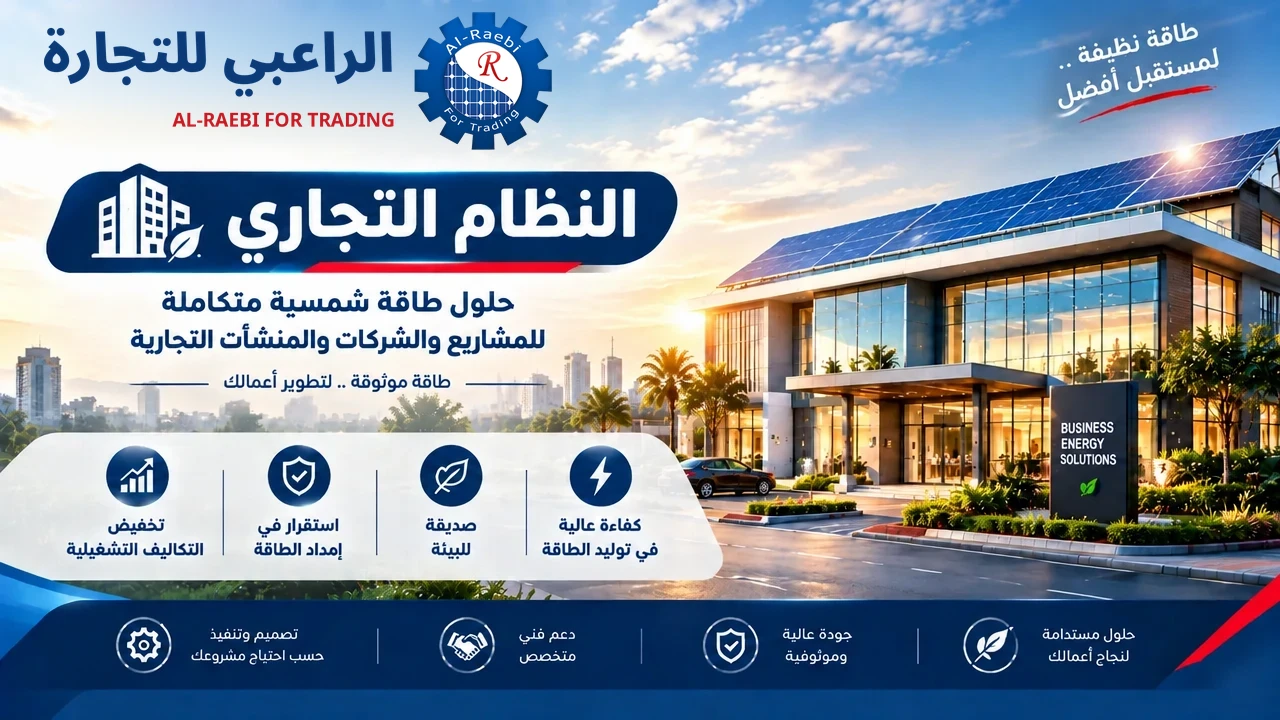 الراعبي للتجارة
AL-RAEBI FOR TRADING
Al-Raebi
R
For Trading
طاقة نظيفة ..
لمستقبل أفضل
النظام التجاري
حلول طاقة شمسية متكاملة
للمشاريع والشركات والمنشأت التجارية
طاقة موثوقة .. لتطوير أعمالك
كفاءة عالية
في توليد الطاقة
صديقة
للبيئة
استقرار في
إمداد الطاقة
تخفيض
التكاليف التشغيلية
BUSINESS
ENERGY
SOLUTIONS
حلول مستدامة
لنجاح أعمالك
جودة عالية
وموثوفية
دعم فني
متخصص
تصميم وتنفيذ
حسب احتياج مشروعك